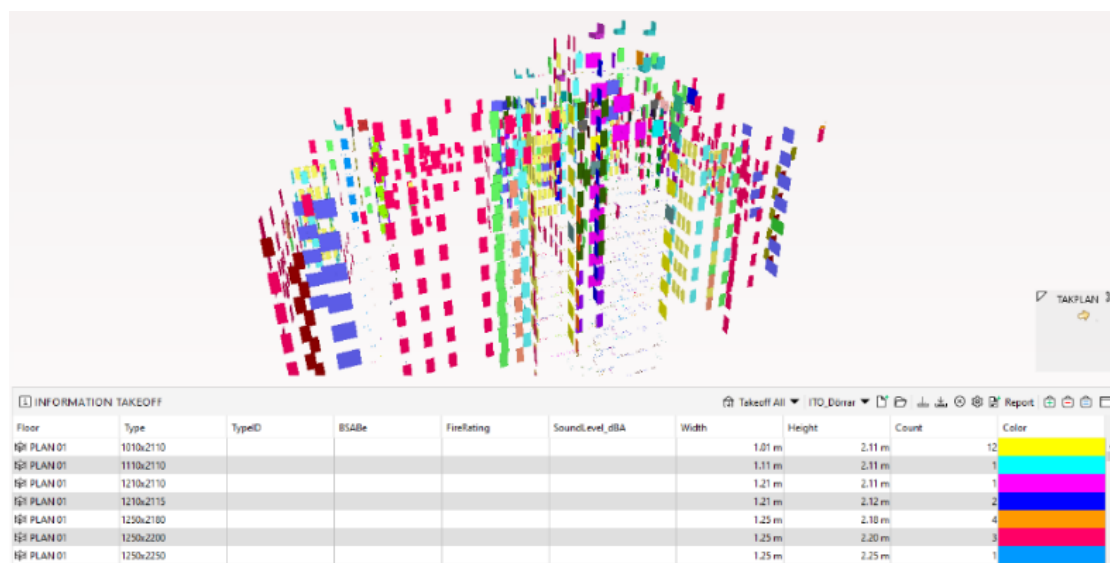 TAKPLAN
INFORMATION TAKEOFF Takeoff All ITO_Dörrar Report
Floor Type TypeID BSABe FireRating SoundLevel_dBA Width Height Count Color
PLAN 01 1010x2110 1.01 m 2.11 m 12
PLAN 01 1110x2110 1.11 m 2.11 m 1
PLAN 01 1210x2110 1.21 m 2.11 m 1
PLAN 01 1210x2115 1.21 m 2.12 m 2
PLAN 01 1250x2180 1.25 m 2.18 m 4
PLAN 01 1250x2200 1.25 m 2.20 m 3
PLAN 01 1250x2250 1.25 m 2.25 m 1